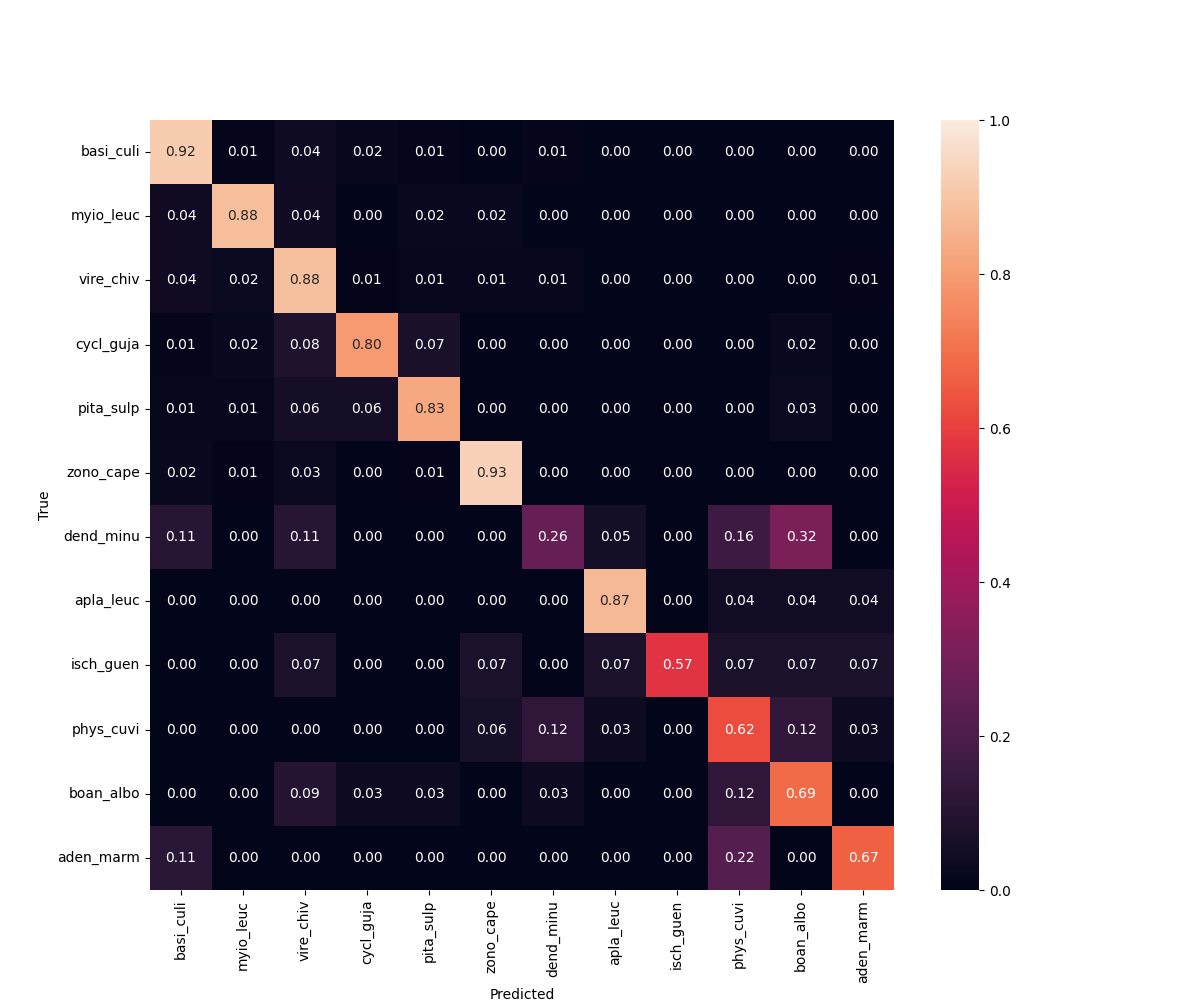 basi_culi 0.92 0.01 0.04 0.02 0.01 0.00 0.01 0.00 0.00 0.00 0.00 0.00
myio_leuc 0.04 0.88 0.04 0.00 0.02 0.02 0.00 0.00 0.00 0.00 0.00 0.00
vire_chiv 0.04 0.02 0.88 0.01 0.01 0.01 0.01 0.00 0.00 0.00 0.00 0.01
cycl_guja 0.01 0.02 0.08 0.80 0.07 0.00 0.00 0.00 0.00 0.00 0.02 0.00
pita_sulp 0.01 0.01 0.06 0.06 0.83 0.00 0.00 0.00 0.00 0.00 0.03 0.00
zono_cape 0.02 0.01 0.03 0.00 0.01 0.93 0.00 0.00 0.00 0.00 0.00 0.00
dend_minu 0.11 0.00 0.11 0.00 0.00 0.00 0.26 0.05 0.00 0.16 0.32 0.00
apla_leuc 0.00 0.00 0.00 0.00 0.00 0.00 0.00 0.87 0.00 0.04 0.04 0.04
isch_guen 0.00 0.00 0.07 0.00 0.00 0.07 0.00 0.07 0.57 0.07 0.07 0.07
phys_cuvi 0.00 0.00 0.00 0.00 0.00 0.06 0.12 0.03 0.00 0.62 0.12 0.03
boan_albo 0.00 0.00 0.09 0.03 0.03 0.00 0.03 0.00 0.00 0.12 0.69 0.00
aden_marm 0.11 0.00 0.00 0.00 0.00 0.00 0.00 0.00 0.00 0.22 0.00 0.67
True
basi_culi myio_leuc vire_chiv cycl_guja pita_sulp zono_cape dend_minu apla_leuc isch_guen phys_cuvi boan_albo aden_marm
Predicted
1.0
0.8
0.6
0.4
0.2
0.0